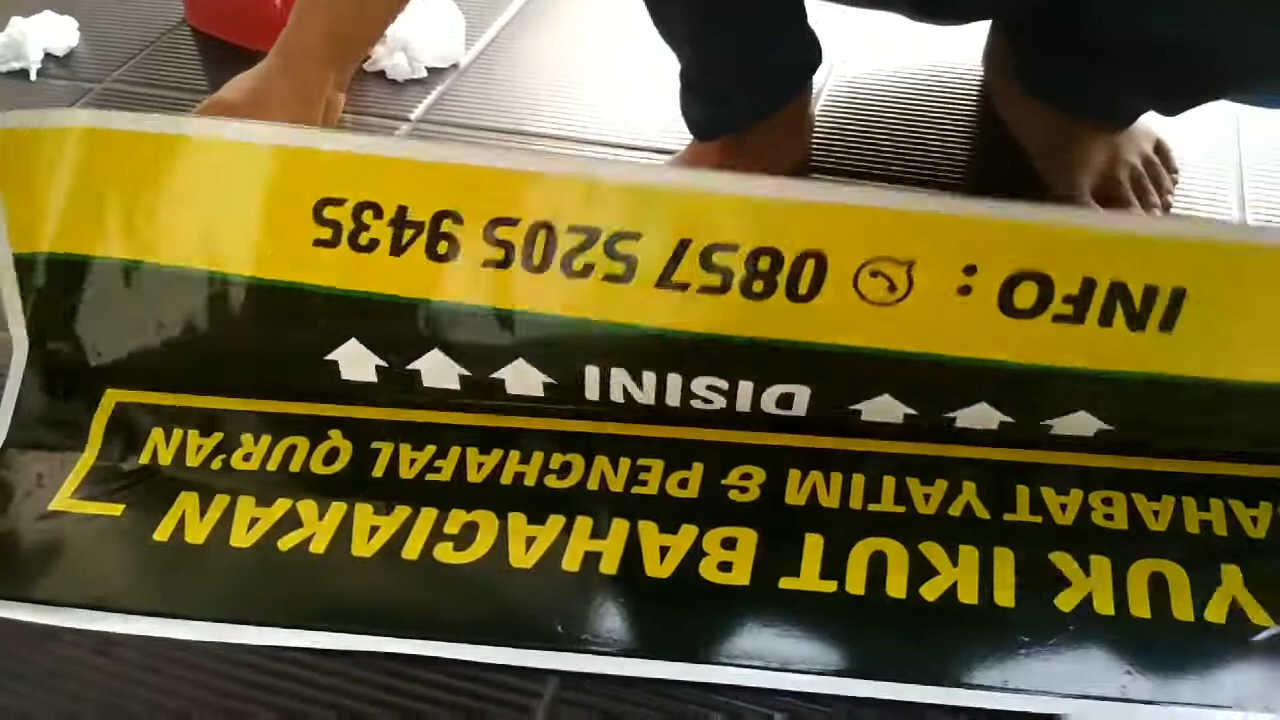 YUK IKUT BAHAGIAKAN
AHABAT YATIM & PENGHAFAL QUR'AN
DISINI
INFO : 0857 5205 9435